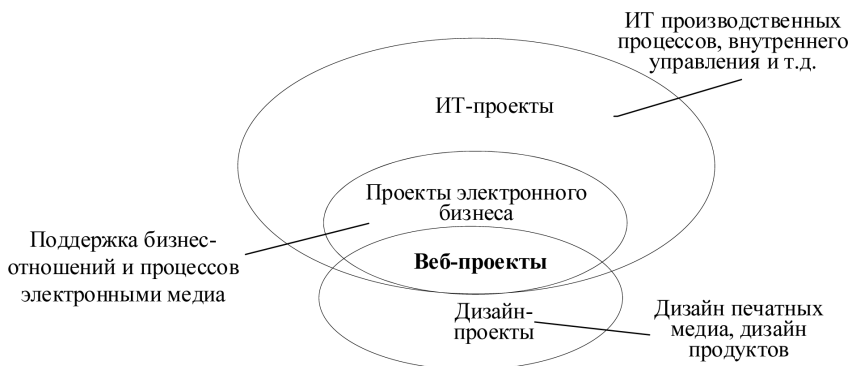 ИТ производственных
процессов, внутреннего
управления и т.д.
ИТ-проекты
Проекты электронного
бизнеса
Поддержка бизнес-
отношений и процессов
электронными медиа
Веб-проекты
Дизайн-
проекты
Дизайн печатных
медиа, дизайн
продуктов